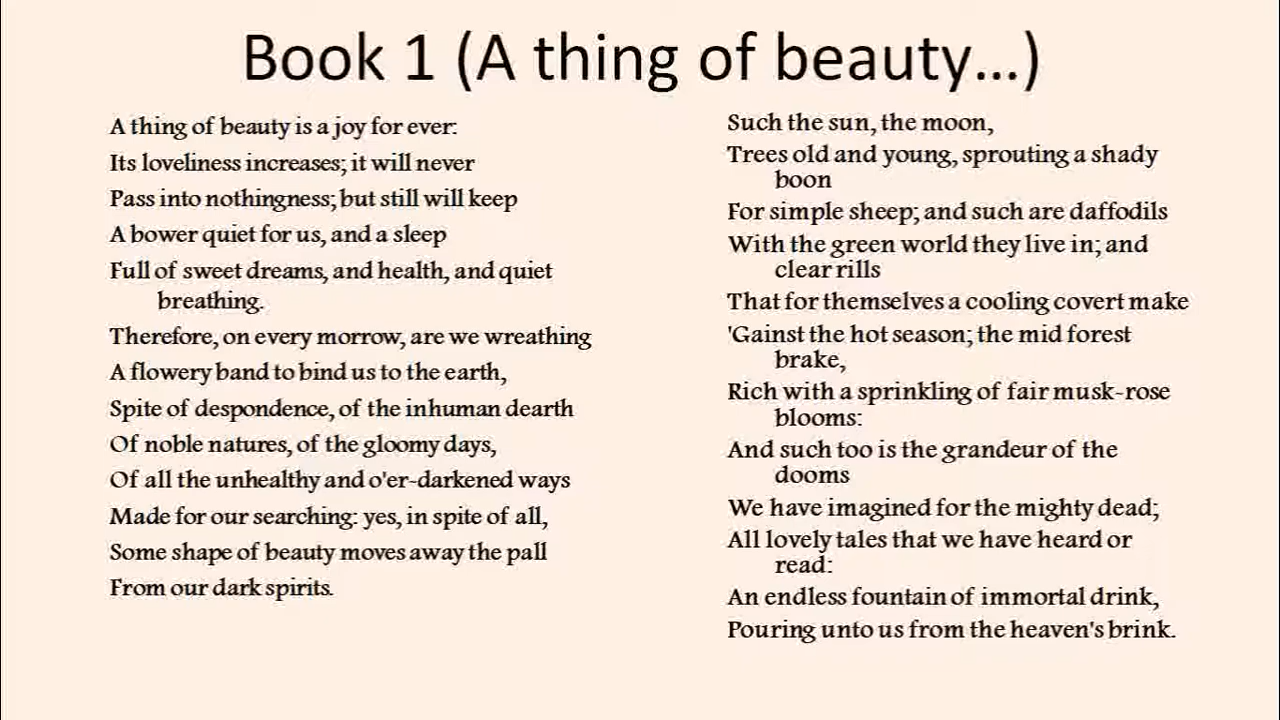 Book 1 (A thing of beauty...)
A thing of beauty is a joy for ever:
Its loveliness increases; it will never
Pass into nothingness; but still will keep
A bower quiet for us, and a sleep
Full of sweet dreams, and health, and quiet
breathing.
Therefore, on every morrow, are we wreathing
A flowery band to bind us to the earth,
Spite of despondence, of the inhuman dearth
Of noble natures, of the gloomy days,
Of all the unhealthy and o'er-darkened ways
Made for our searching: yes, in spite of all,
Some shape of beauty moves away the pall
From our dark spirits.
Such the sun, the moon,
Trees old and young, sprouting a shady
boon
For simple sheep; and such are daffodils
With the green world they live in; and
clear rills
That for themselves a cooling covert make
'Gainst the hot season; the mid forest
brake,
Rich with a sprinkling of fair musk-rose
blooms:
And such too is the grandeur of the
dooms
We have imagined for the mighty dead;
All lovely tales that we have heard or
read:
An endless fountain of immortal drink,
Pouring unto us from the heaven's brink.